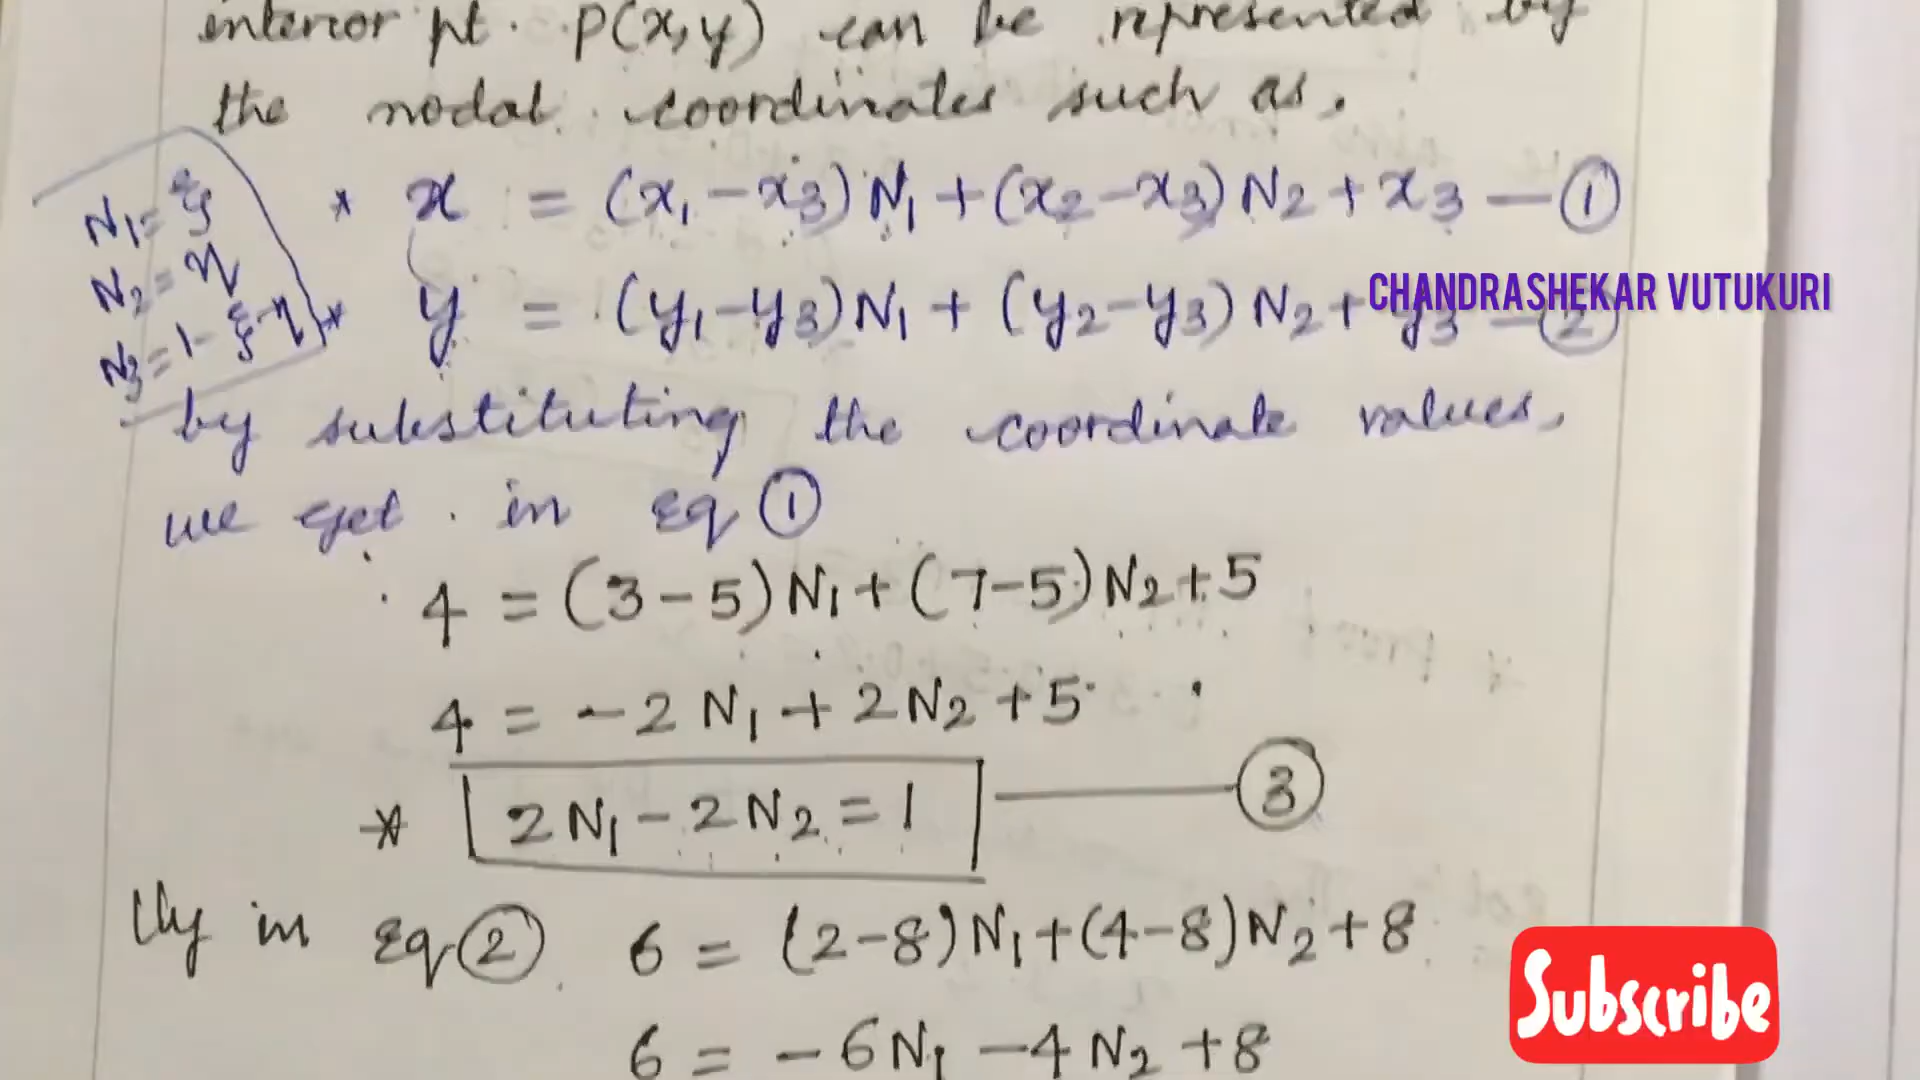 interior pt. P(x,y) can be represented by
the nodal coordinates such as,
N1 = ξ
N2 = η
N3 = 1 - ξ - η
* x = (x1 - x3) N1 + (x2 - x3) N2 + x3 — ①
* y = (y1 - y3) N1 + (y2 - y3) N2 + y3 — ②
CHANDRASHEKAR VUTUKURI
by substituting the coordinate values,
we get in Eq ①
4 = (3 - 5) N1 + (7 - 5) N2 + 5
4 = - 2 N1 + 2 N2 + 5
* 2 N1 - 2 N2 = 1 — ③
lly in Eq ② 6 = (2 - 8) N1 + (4 - 8) N2 + 8
6 = - 6 N1 - 4 N2 + 8
Subscribe